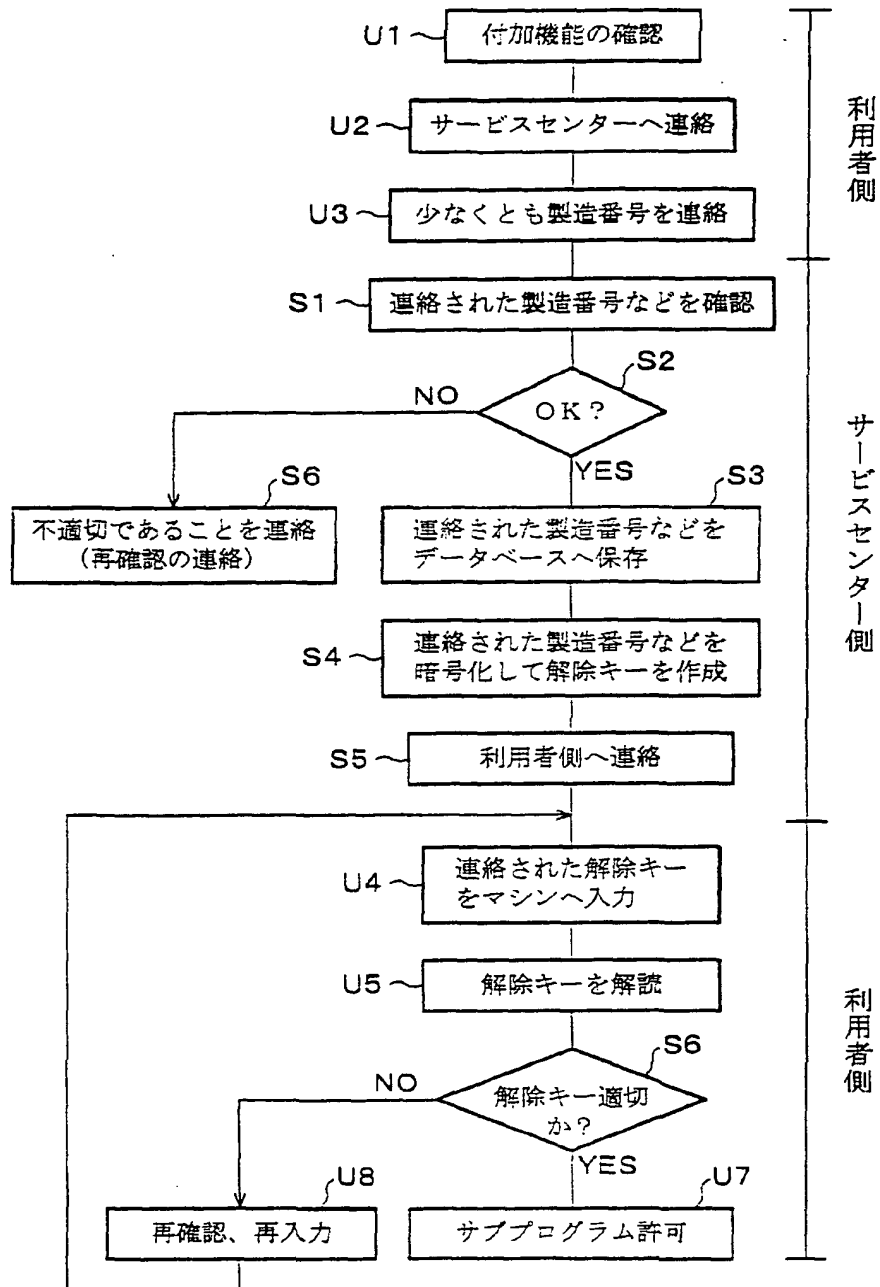 U1
付加機能の確認
U2
サービスセンターへ連絡
U3
少なくとも製造番号を連絡
利用者側
S1
連絡された製造番号などを確認
S2
OK?
NO
YES
S6
不適切であることを連絡
(再確認の連絡)
S3
連絡された製造番号などを
データベースへ保存
S4
連絡された製造番号などを
暗号化して解除キーを作成
S5
利用者側へ連絡
サービスセンター側
U4
連絡された解除キー
をマシンへ入力
U5
解除キーを解読
S6
解除キー適切
か?
NO
YES
U8
再確認、再入力
U7
サブプログラム許可
利用者側